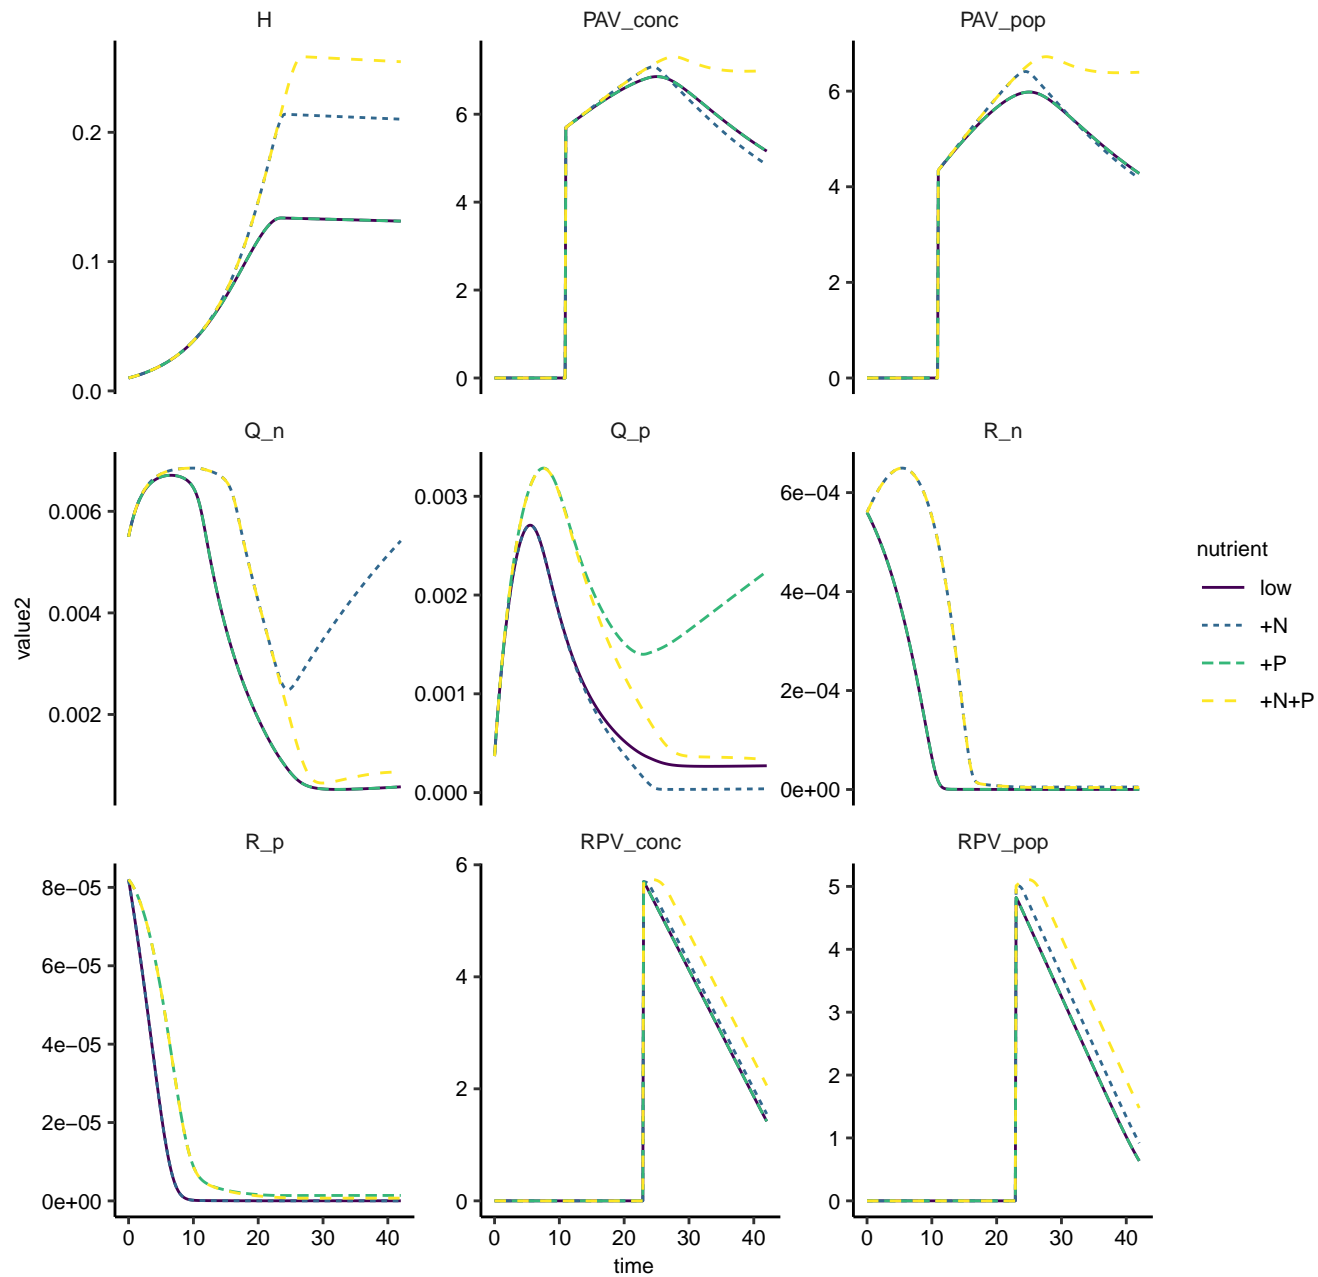 H
PAV_conc
PAV_pop
0.2
0.1
0.0
6
4
2
0
6
4
2
0
Q_n
Q_p
R_n
0.006
0.004
0.002
0.003
0.002
0.001
0.000
6e−04
4e−04
2e−04
0e+00
R_p
RPV_conc
RPV_pop
8e−05
6e−05
4e−05
2e−05
0e+00
6
4
2
0
5
4
3
2
1
0
0 10 20 30 40
0 10 20 30 40
0 10 20 30 40
time
value2
nutrient
low
+N
+P
+N+P